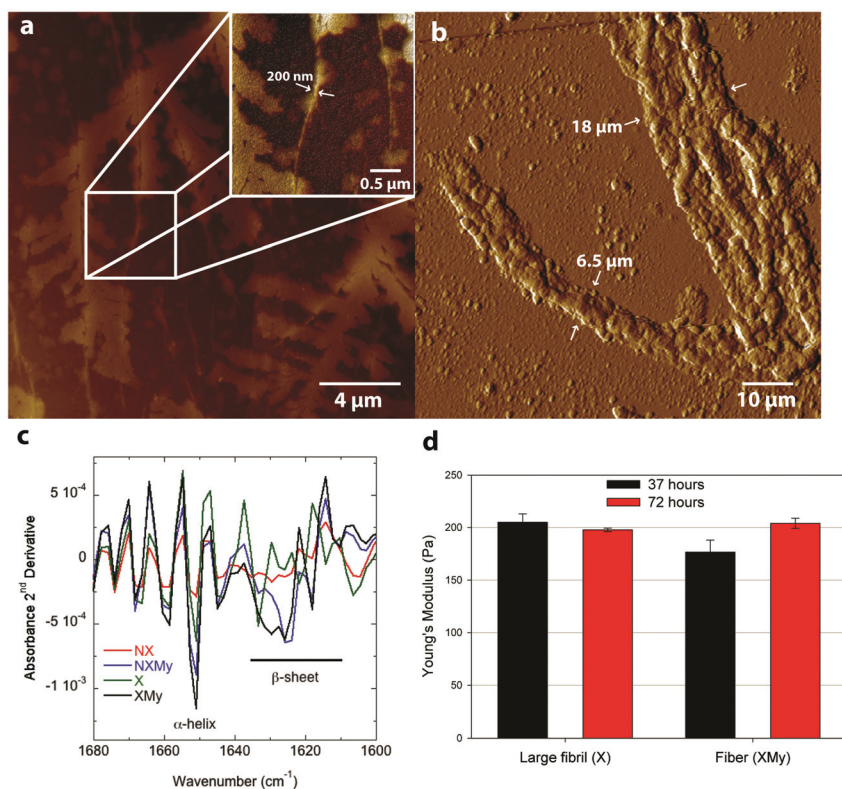 a
200 nm
0.5 µm
4 µm
b
18 µm
6.5 µm
10 µm
c
Absorbance 2nd Derivative
5 10-4
0
-5 10-4
-1 10-3
NX
NXMy
X
XMy
α-helix
β-sheet
1680 1660 1640 1620 1600
Wavenumber (cm-1)
d
Young's Modulus (Pa)
250
200
150
100
50
0
37 hours
72 hours
Large fibril (X) Fiber (XMy)